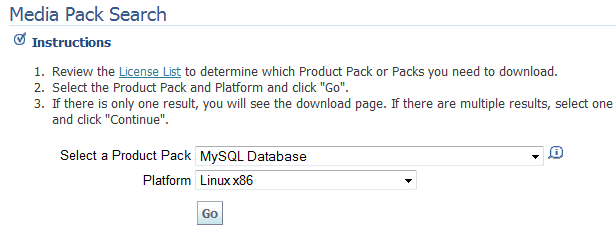 Media Pack Search
Instructions
1. Review the License List to determine which Product Pack or Packs you need to download.
2. Select the Product Pack and Platform and click "Go".
3. If there is only one result, you will see the download page. If there are multiple results, select one
and click "Continue".
Select a Product Pack MySQL Database
Platform Linux x86
Go